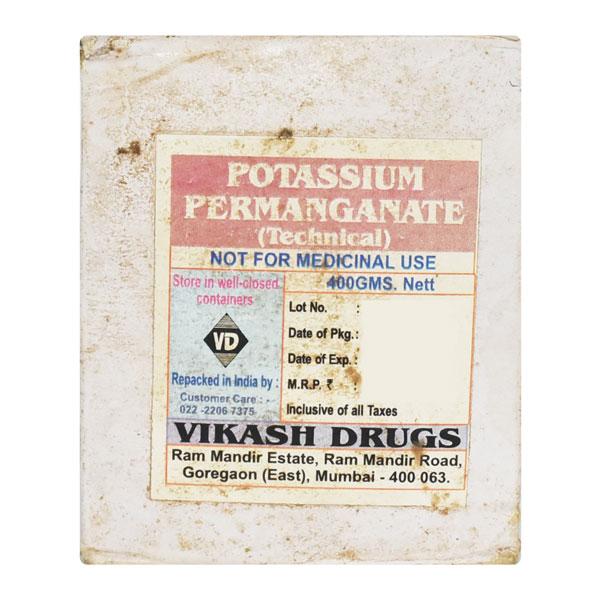 POTASSIUM
PERMANGANATE
(Technical)
NOT FOR MEDICINAL USE
Store in well-closed
containers
VD
Repacked in India by :
Customer Care : -
022 -2206 7375
400GMS. Nett
Lot No. :
Date of Pkg. :
Date of Exp. :
M.R.P. ₹ :
Inclusive of all Taxes
VIKASH DRUGS
Ram Mandir Estate, Ram Mandir Road,
Goregaon (East), Mumbai - 400 063.